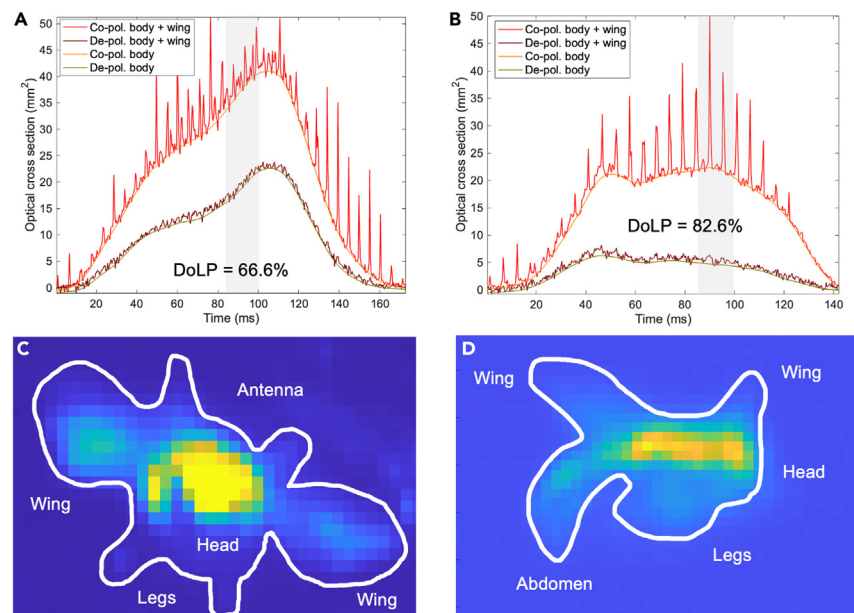 A
Co-pol. body + wing
De-pol. body + wing
Co-pol. body
De-pol. body
Optical cross section (mm²)
50
45
40
35
30
25
20
15
10
5
0
DoLP = 66.6%
20 40 60 80 100 120 140 160
Time (ms)
B
Co-pol. body + wing
De-pol. body + wing
Co-pol. body
De-pol. body
Optical cross section (mm²)
50
45
40
35
30
25
20
15
10
5
0
DoLP = 82.6%
0 20 40 60 80 100 120 140
Time (ms)
C
Antenna
Wing
Head
Legs
Wing
D
Wing
Wing
Head
Legs
Abdomen